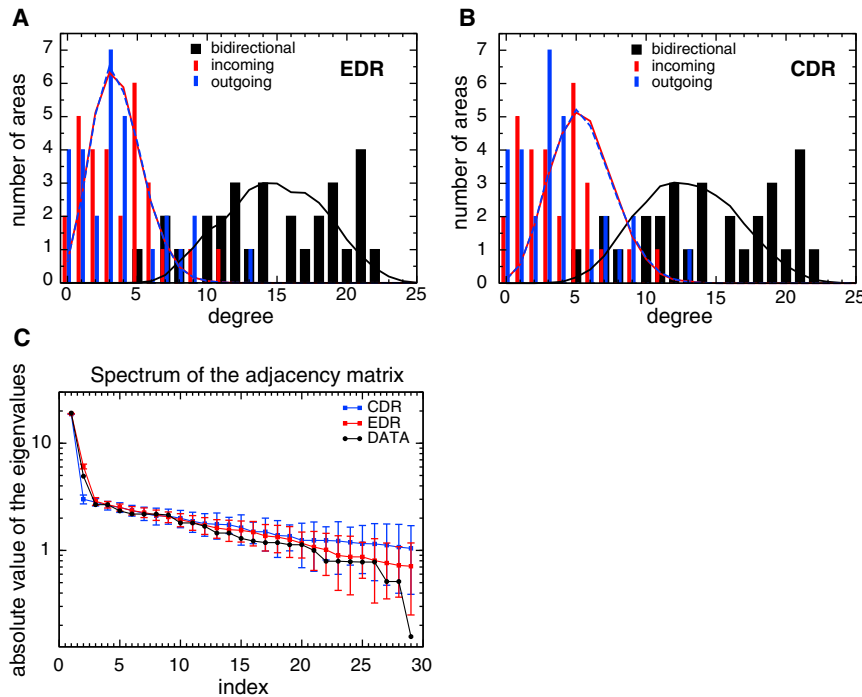 A
number of areas
7
6
5
4
3
2
1
0
0 5 10 15 20 25
degree
bidirectional
incoming
outgoing
EDR
B
number of areas
7
6
5
4
3
2
1
0
0 5 10 15 20 25
degree
bidirectional
incoming
outgoing
CDR
C
Spectrum of the adjacency matrix
absolute value of the eigenvalues
10
1
CDR
EDR
DATA
0 5 10 15 20 25 30
index